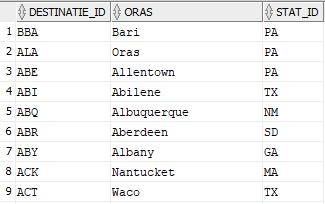 DESTINATIE_ID ORAS STAT_ID
1 BBA Bari PA
2 ALA Oras PA
3 ABE Allentown PA
4 ABI Abilene TX
5 ABQ Albuquerque NM
6 ABR Aberdeen SD
7 ABY Albany GA
8 ACK Nantucket MA
9 ACT Waco TX